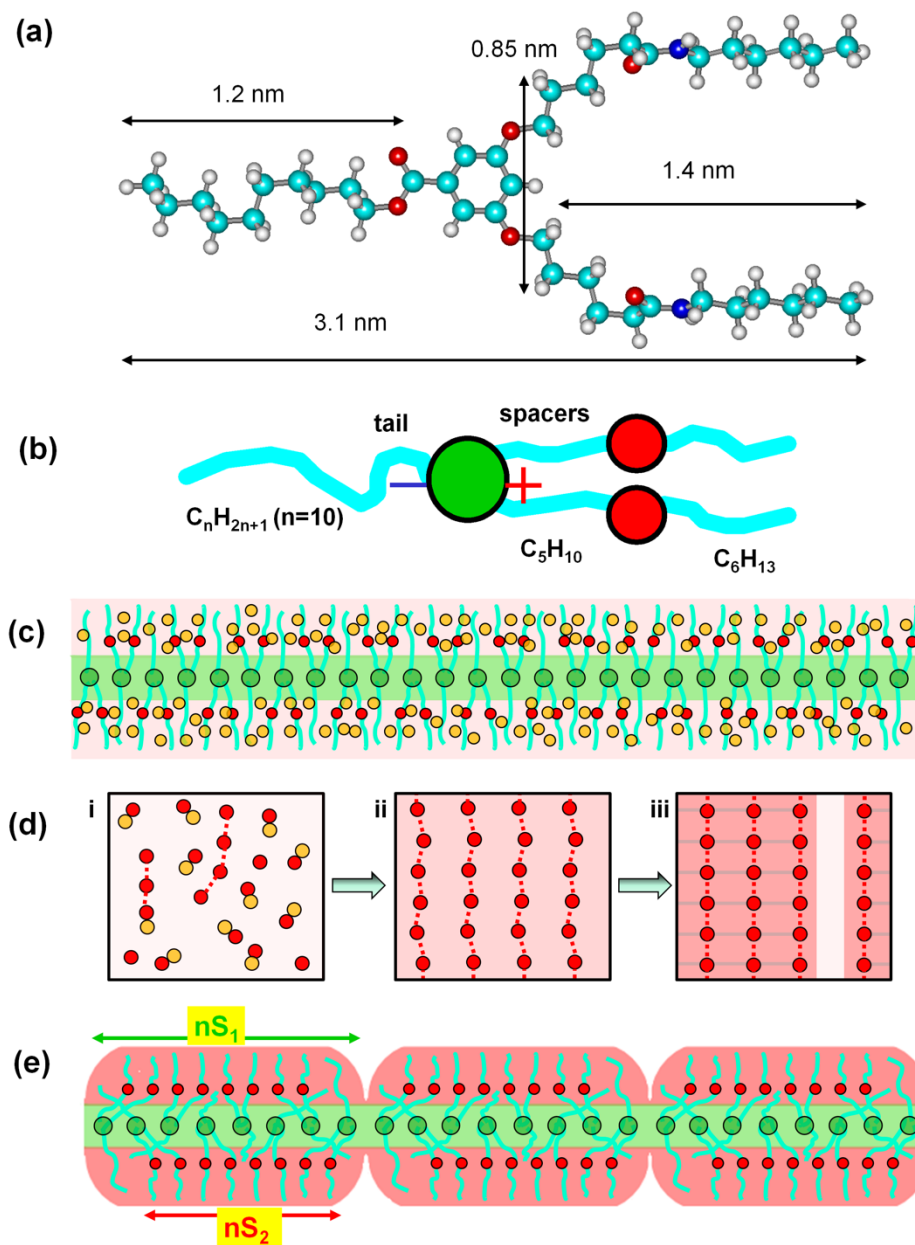 (a)
0.85 nm
1.2 nm
1.4 nm
3.1 nm
(b)
tail
spacers
CₙH₂ₙ₊₁ (n=10)
C₅H₁₀
C₆H₁₃
(c)
(d)
i
ii
iii
nS₁
(e)
nS₂